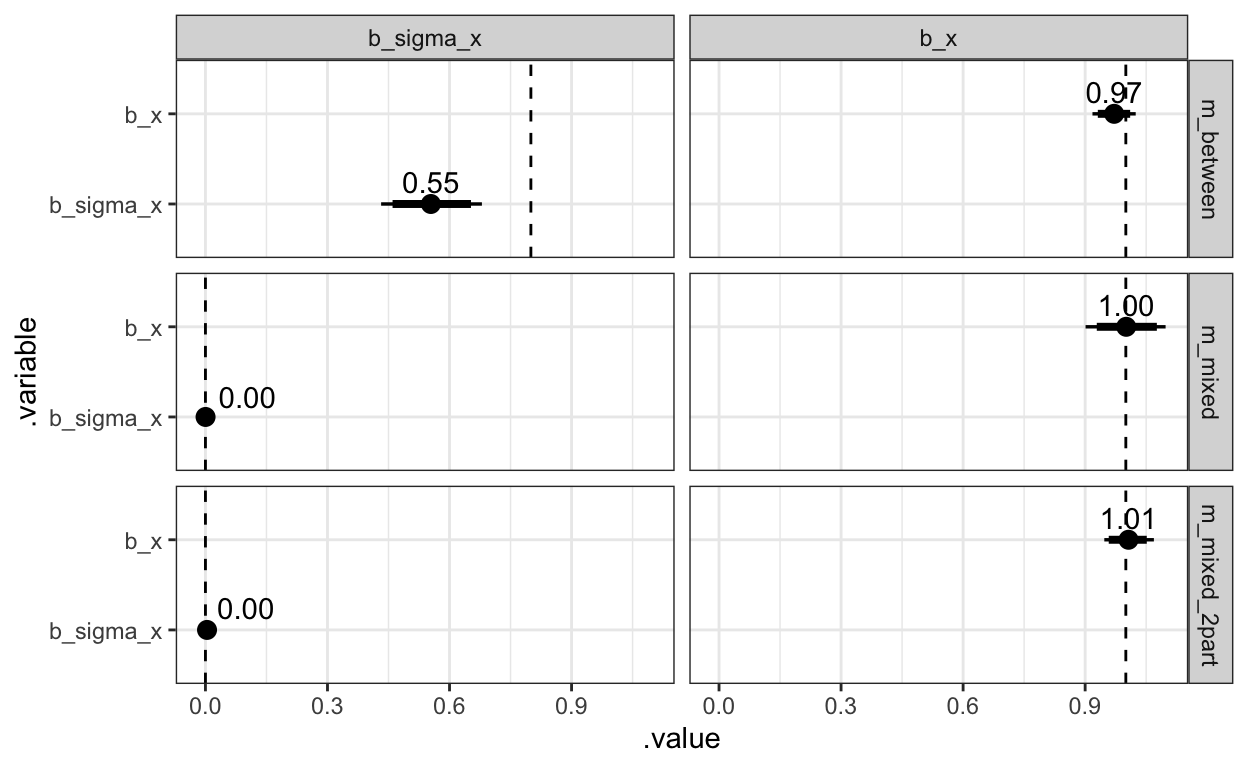 b_sigma_x
b_x
b_x
b_sigma_x
0.55
0.97
m_between
b_x
b_sigma_x
0.00
1.00
m_mixed
b_x
b_sigma_x
0.00
1.01
m_mixed_2part
.variable
0.0
0.3
0.6
0.9
0.0
0.3
0.6
0.9
.value